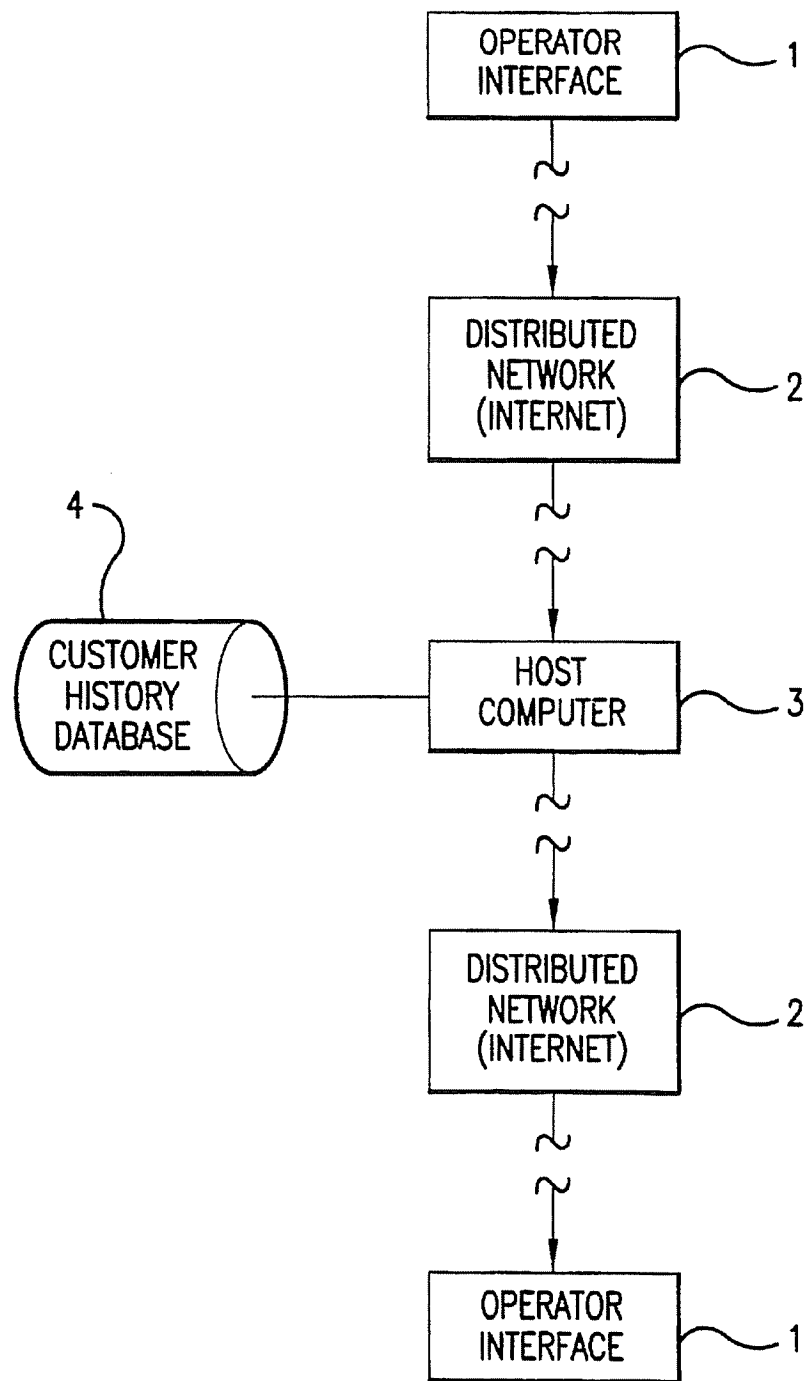 OPERATOR
INTERFACE
1
DISTRIBUTED
NETWORK
(INTERNET)
2
4
CUSTOMER
HISTORY
DATABASE
HOST
COMPUTER
3
DISTRIBUTED
NETWORK
(INTERNET)
2
OPERATOR
INTERFACE
1